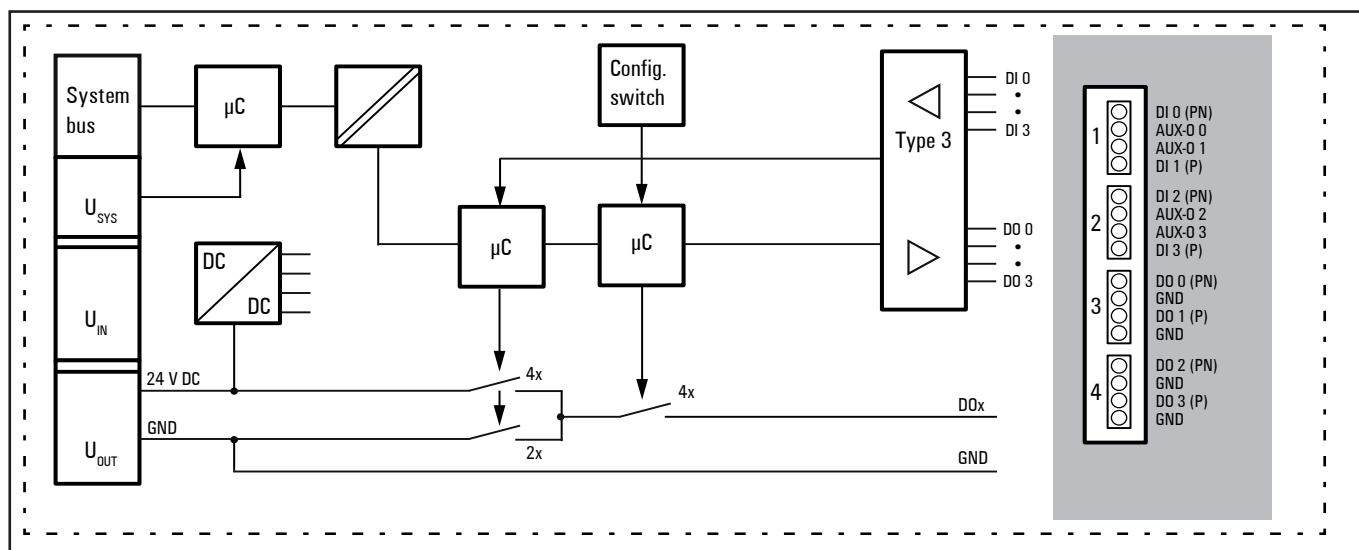 System
bus
U_SYS
U_IN
U_OUT
µC
DC
DC
24 V DC
GND
Config.
switch
µC
µC
4x
2x
4x
Type 3
DI 0
•
•
DI 3
DO 0
•
•
DO 3
DOx
GND
1
DI 0 (PN)
AUX-O 0
AUX-O 1
DI 1 (P)
2
DI 2 (PN)
AUX-O 2
AUX-O 3
DI 3 (P)
3
DO 0 (PN)
GND
DO 1 (P)
GND
4
DO 2 (PN)
GND
DO 3 (P)
GND